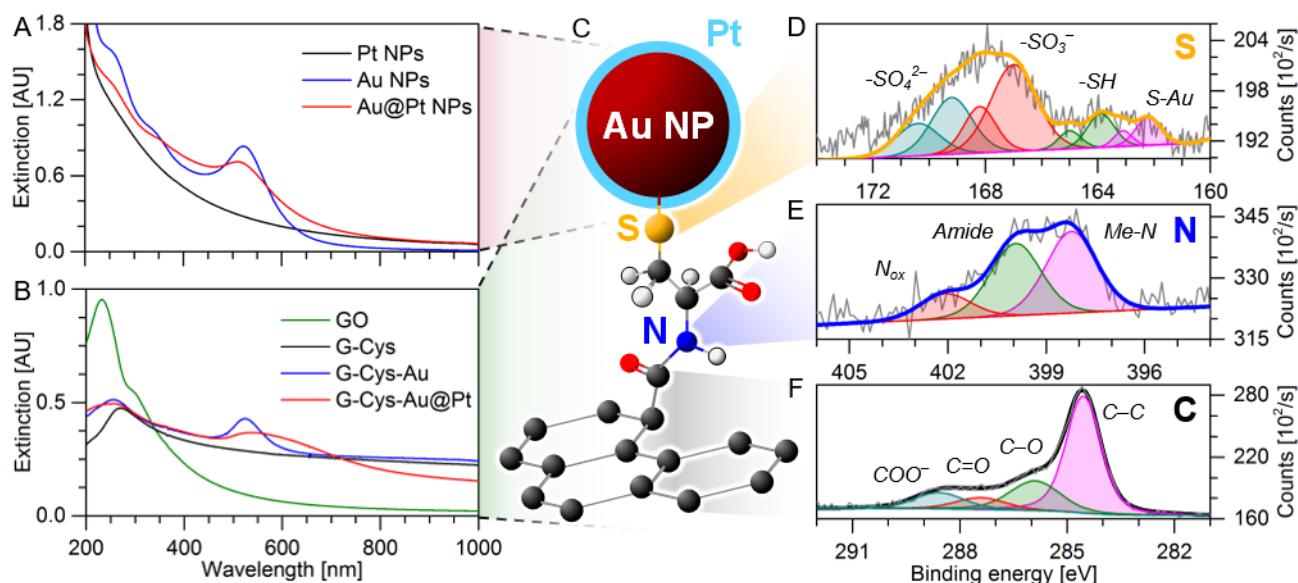 A
Extinction [AU]
1.8
1.2
0.6
0.0
Pt NPs
Au NPs
Au@Pt NPs
B
Extinction [AU]
1.0
0.5
0.0
GO
G-Cys
G-Cys-Au
G-Cys-Au@Pt
200 400 600 800 1000
Wavelength [nm]
C
Pt
Au NP
S
N
D
-SO₄²⁻
-SO₃⁻
-SH
S-Au
S
204
198
192
Counts [10²/s]
172 168 164 160
E
Nₒₓ
Amide
Me-N
N
345
330
315
Counts [10²/s]
405 402 399 396
F
COO⁻
C=O
C–O
C–C
C
280
220
160
Counts [10²/s]
291 288 285 282
Binding energy [eV]